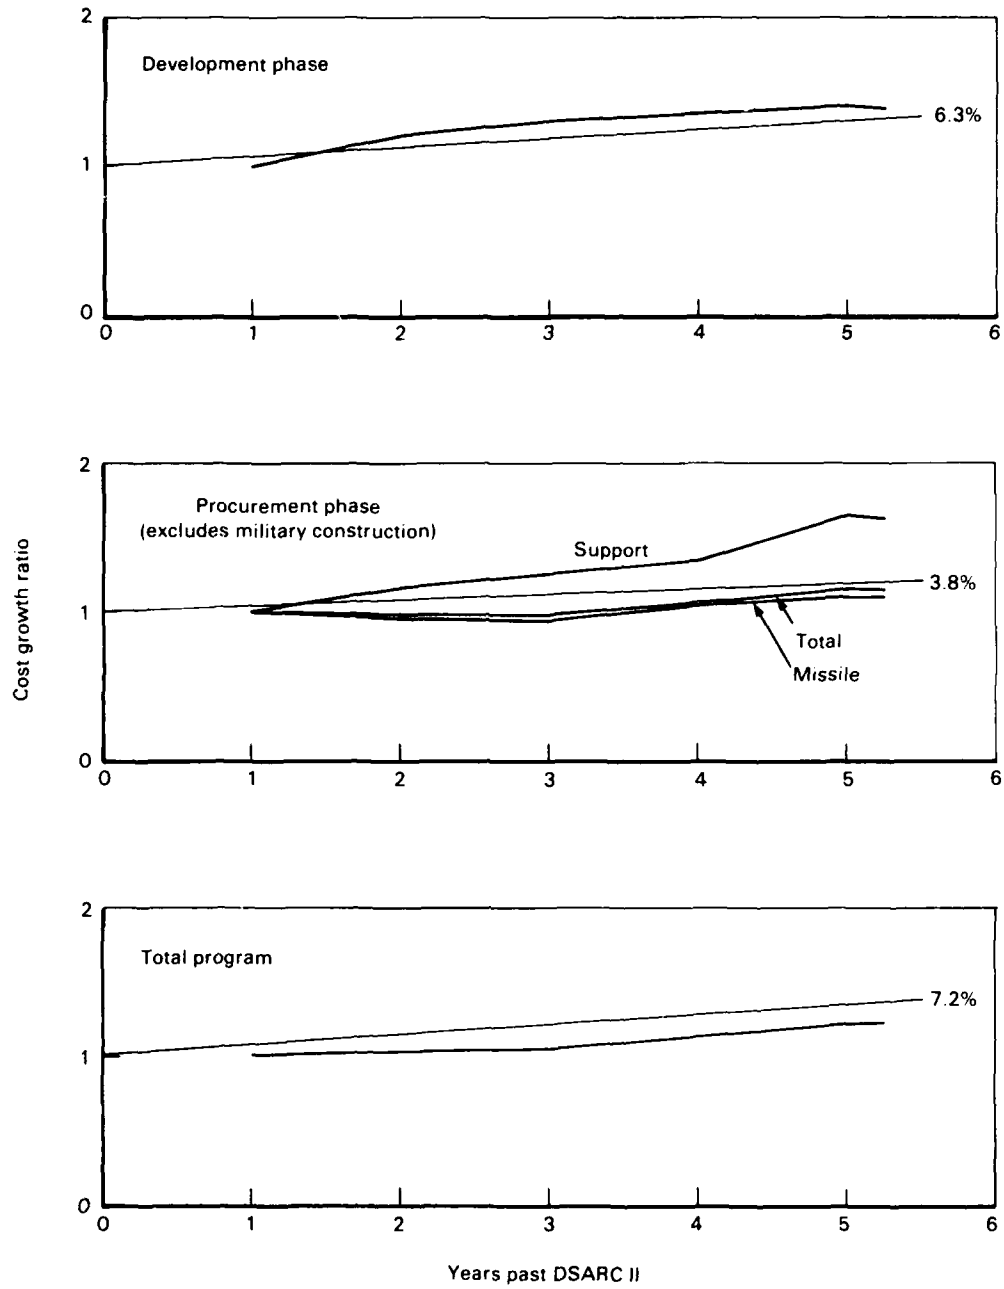 2
Development phase
6.3%
1
0
0 1 2 3 4 5 6
2
Procurement phase
(excludes military construction)
Support
3.8%
1
Total
Missile
0
0 1 2 3 4 5 6
Cost growth ratio
2
Total program
7.2%
1
0
0 1 2 3 4 5 6
Years past DSARC II